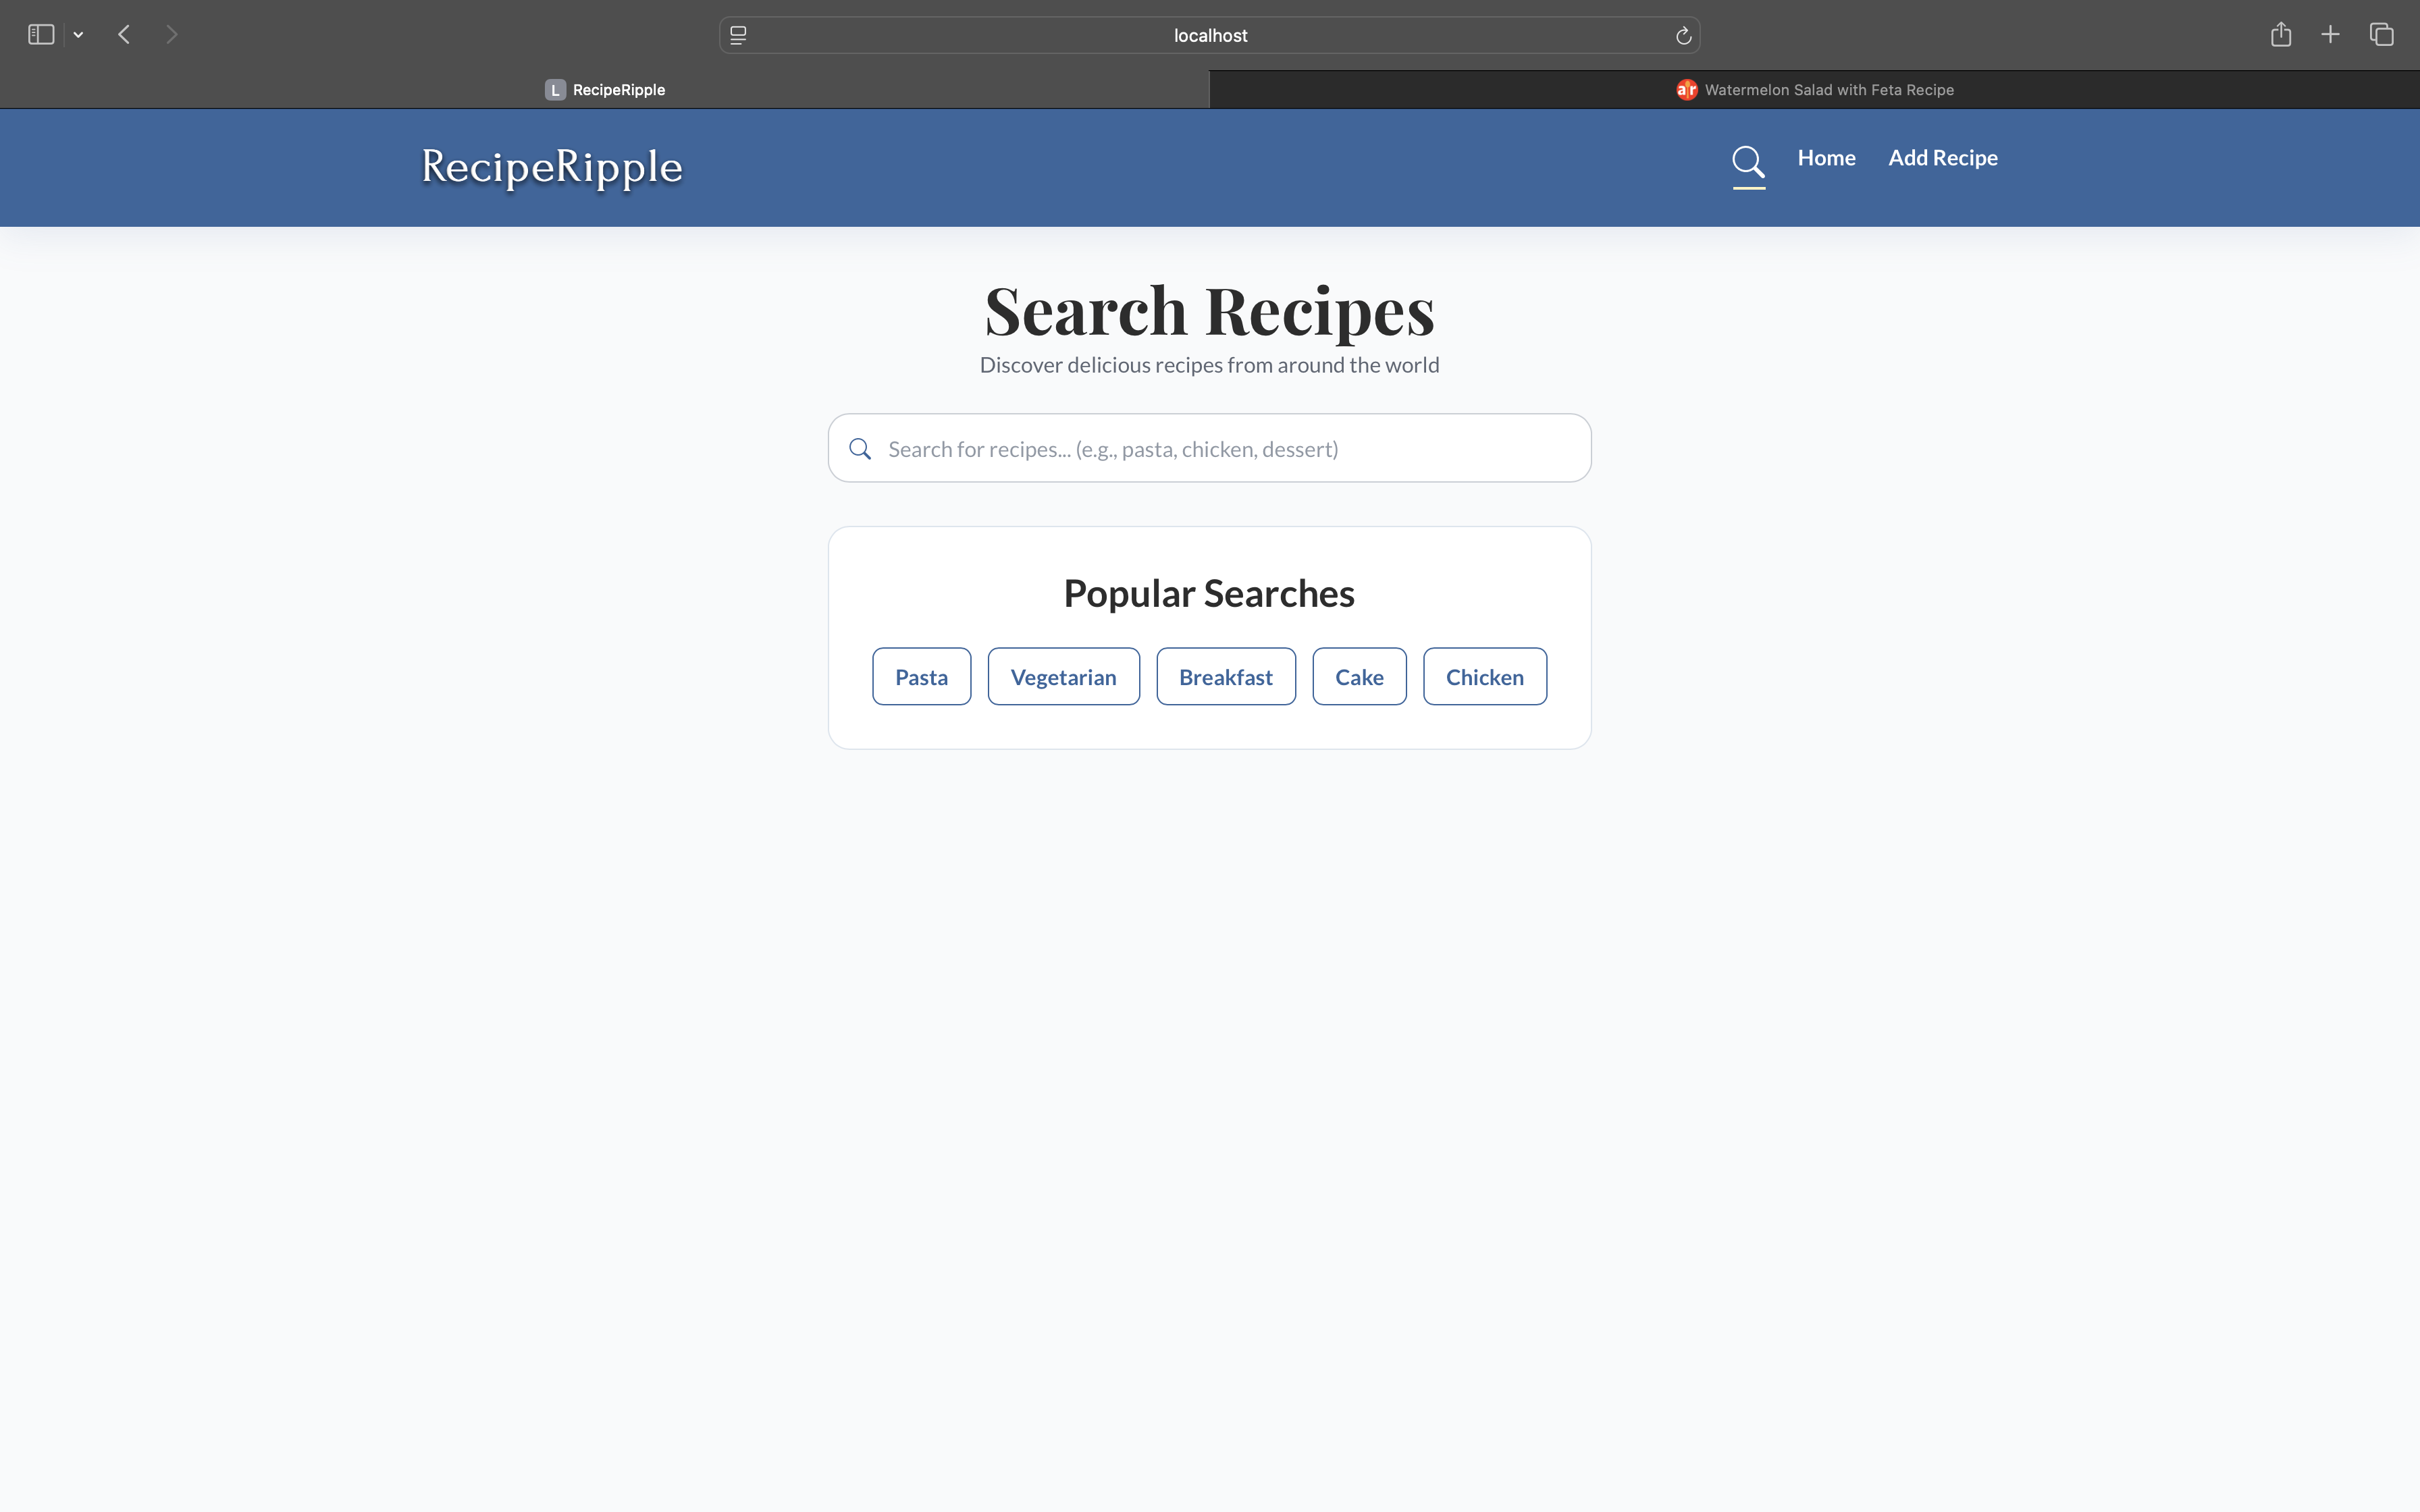 localhost
L RecipeRipple
ar Watermelon Salad with Feta Recipe
RecipeRipple
Home Add Recipe
Search Recipes
Discover delicious recipes from around the world
Search for recipes... (e.g., pasta, chicken, dessert)
Popular Searches
Pasta Vegetarian Breakfast Cake Chicken